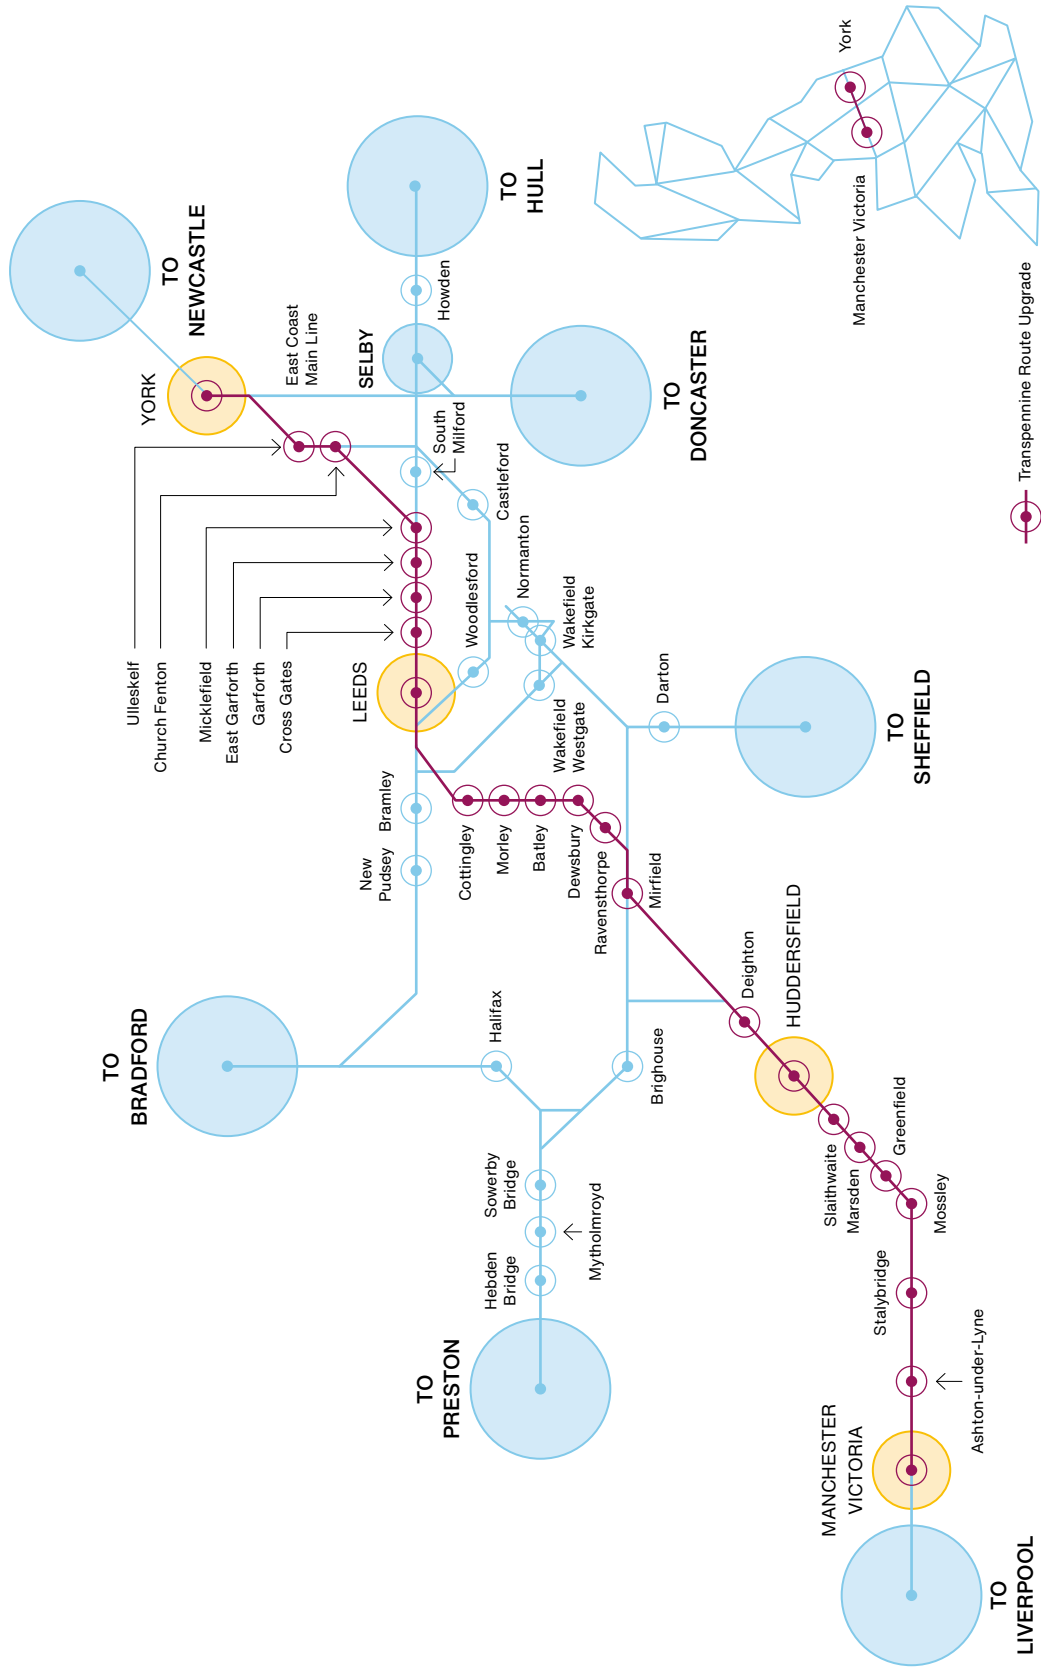 TO
LIVERPOOL
MANCHESTER
VICTORIA
Ashton-under-Lyne
Stalybridge
Mossley
Greenfield
Marsden
Slaithwaite
HUDDERSFIELD
Deighton
Mirfield
Ravensthorpe
Dewsbury
Batley
Morley
Cottingley
LEEDS
Cross Gates
Garforth
East Garforth
Micklefield
Church Fenton
Ulleskelf
YORK
TO
NEWCASTLE
East Coast
Main Line
SELBY
Howden
TO
HULL
TO
DONCASTER
South
Milford
Castleford
Woodlesford
Normanton
Wakefield
Kirkgate
Wakefield
Westgate
Darton
TO
SHEFFIELD
Bramley
New
Pudsey
TO
BRADFORD
Halifax
Brighouse
Sowerby
Bridge
Mytholmroyd
Hebden
Bridge
TO
PRESTON
York
Manchester Victoria
Transpennine Route Upgrade